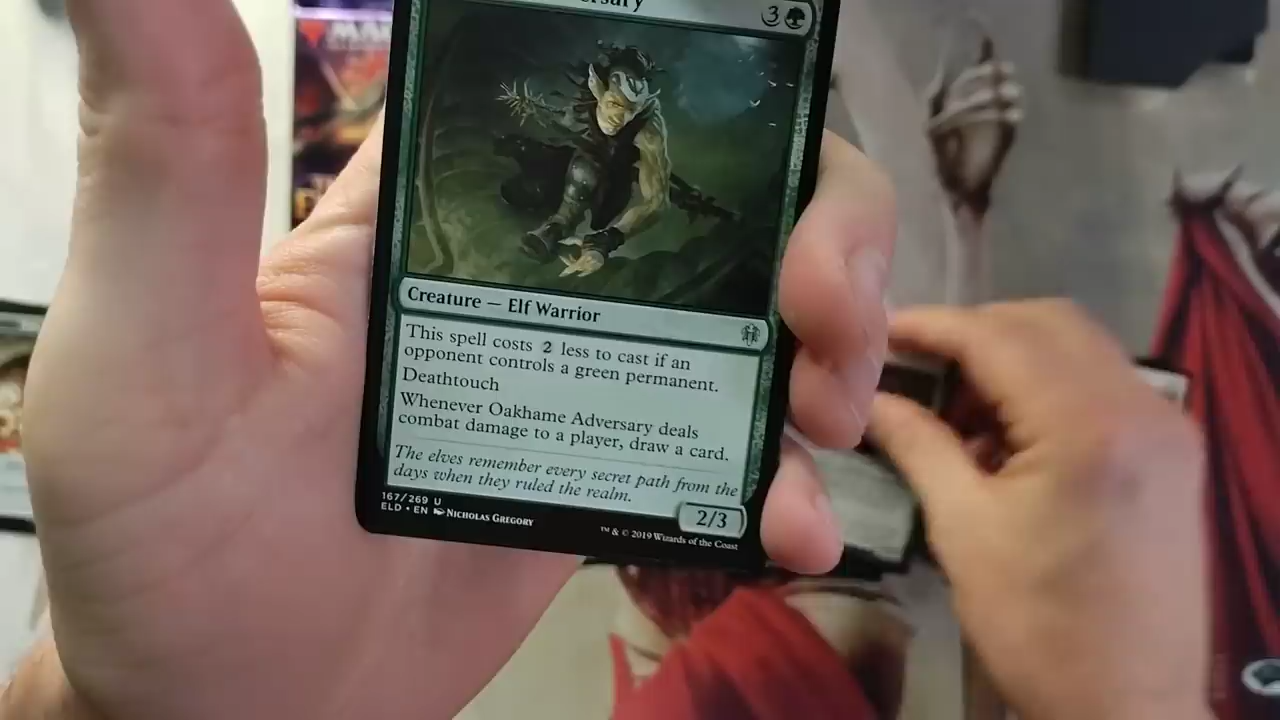 3
Creature — Elf Warrior
This spell costs 2 less to cast if an
opponent controls a green permanent.
Deathtouch
Whenever Oakhame Adversary deals
combat damage to a player, draw a card.
The elves remember every secret path from the
days when they ruled the realm.
167/269 U
ELD • EN Nicholas Gregory
2/3
™ & © 2019 Wizards of the Coast